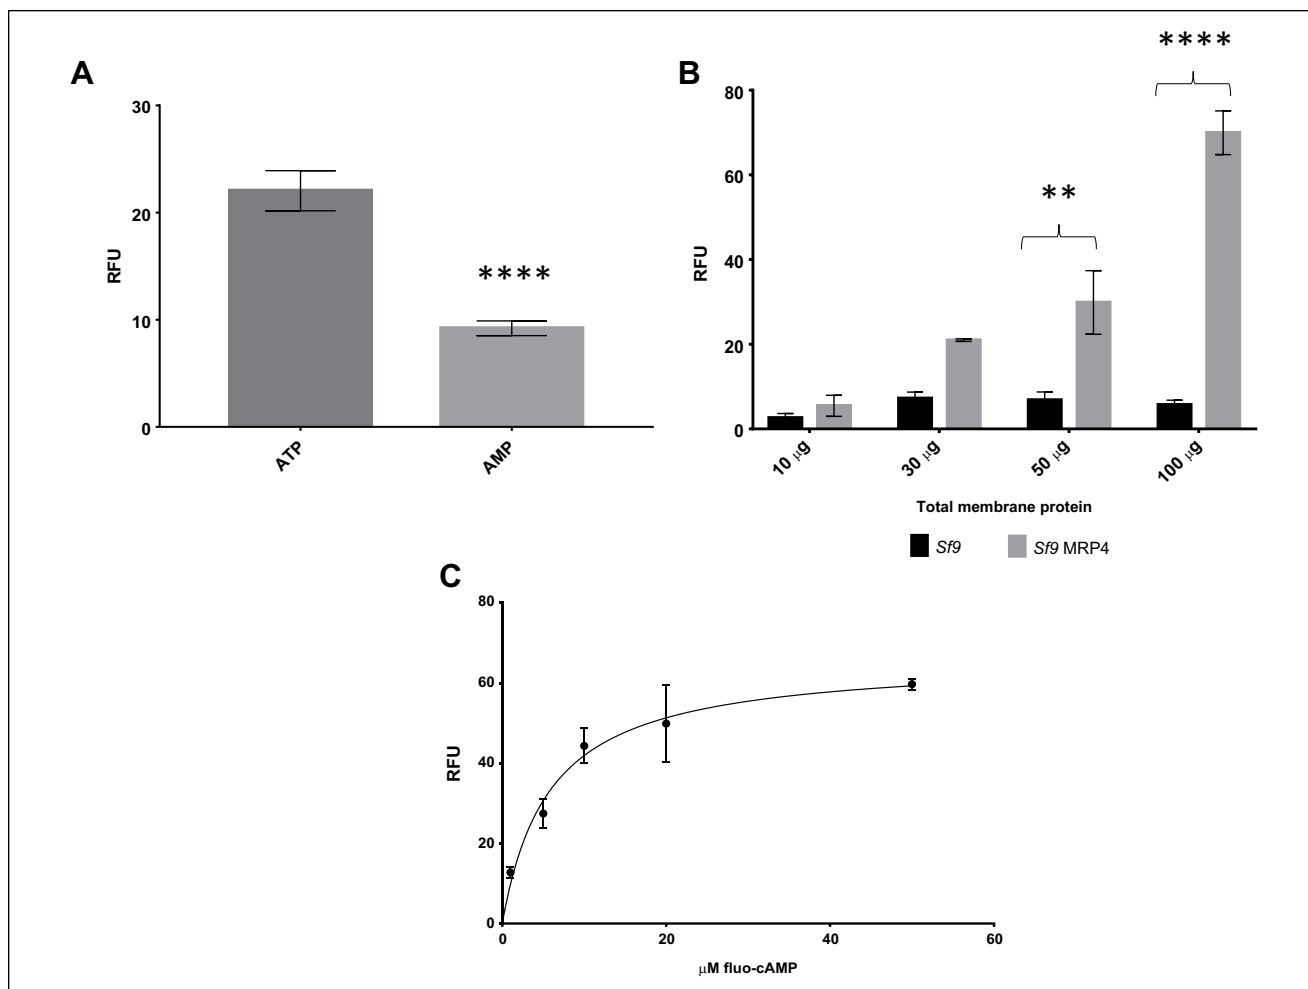 A
30
20
10
0
RFU
****
ATP
AMP
B
80
60
40
20
0
RFU
**
****
10 μg
30 μg
50 μg
100 μg
Total membrane protein
Sf9
Sf9 MRP4
C
80
60
40
20
0
RFU
0
20
40
60
μM fluo-cAMP